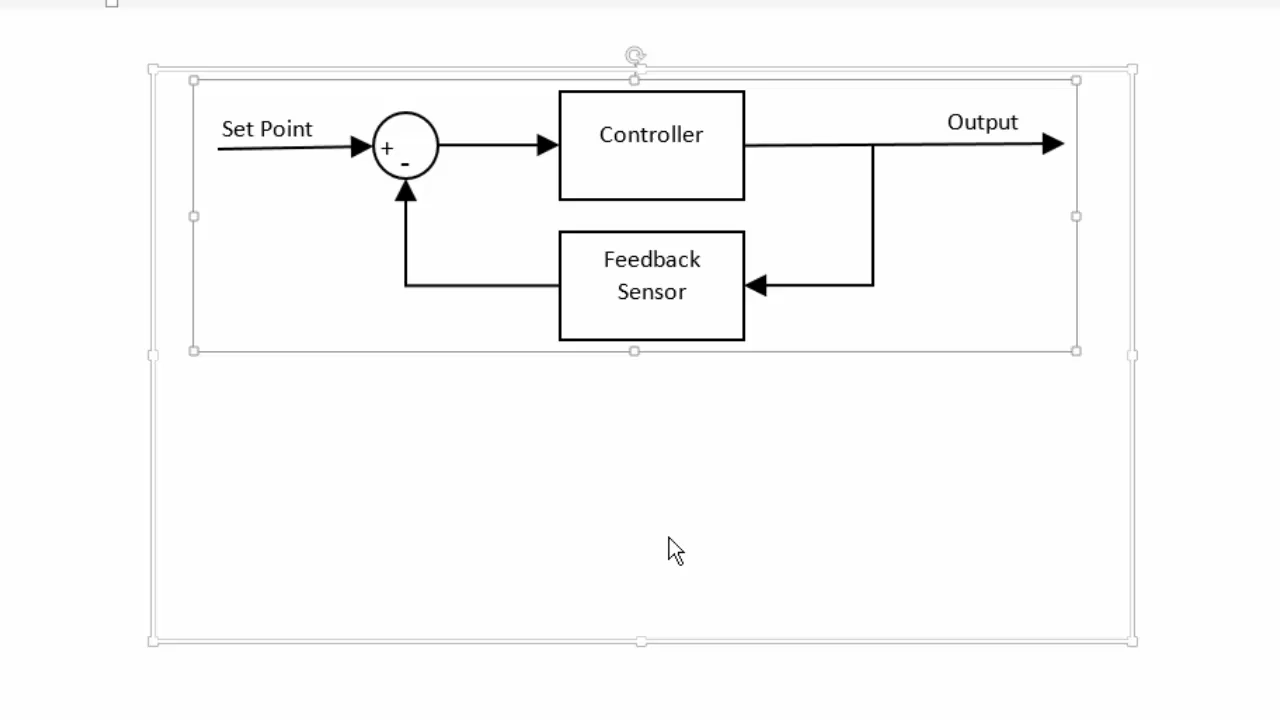 Set Point
+
-
Controller
Output
Feedback
Sensor